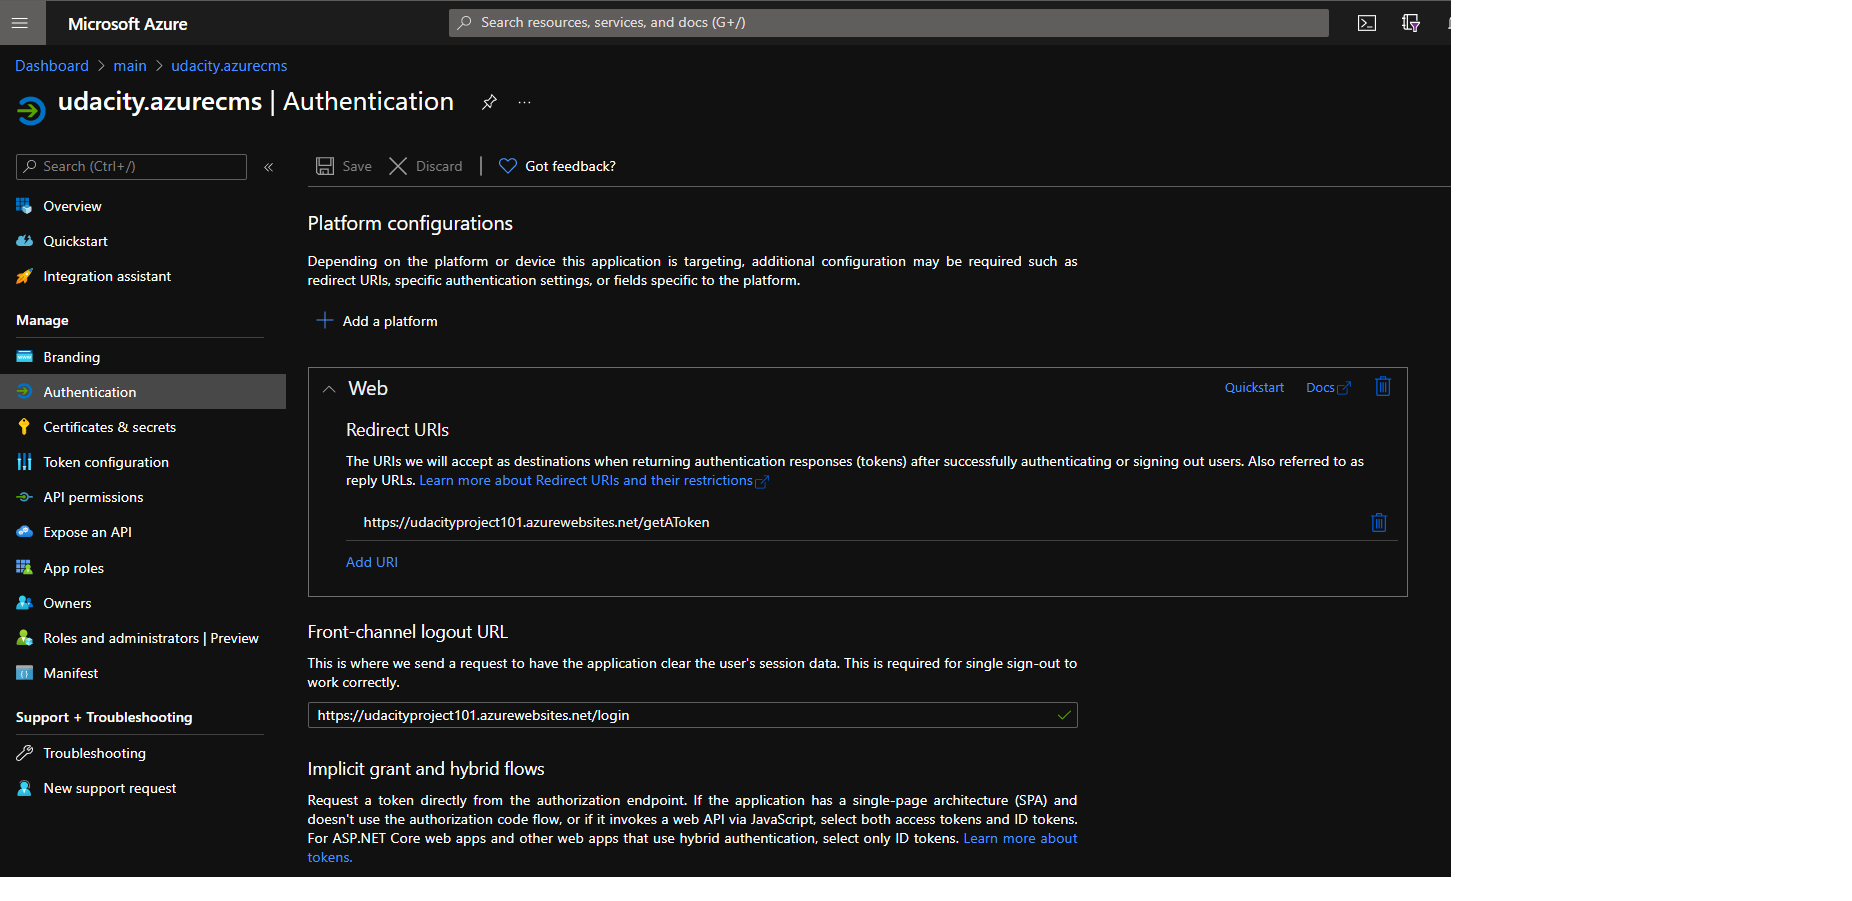 Microsoft Azure
Search resources, services, and docs (G+/)
Dashboard > main > udacity.azurecms
udacity.azurecms | Authentication
Search (Ctrl+/)
Overview
Quickstart
Integration assistant
Manage
Branding
Authentication
Certificates & secrets
Token configuration
API permissions
Expose an API
App roles
Owners
Roles and administrators | Preview
Manifest
Support + Troubleshooting
Troubleshooting
New support request
Save
Discard
Got feedback?
Platform configurations
Depending on the platform or device this application is targeting, additional configuration may be required such as
redirect URIs, specific authentication settings, or fields specific to the platform.
Add a platform
Web
Quickstart
Docs
Redirect URIs
The URIs we will accept as destinations when returning authentication responses (tokens) after successfully authenticating or signing out users. Also referred to as
reply URLs. Learn more about Redirect URIs and their restrictions
https://udacityproject101.azurewebsites.net/getAToken
Add URI
Front-channel logout URL
This is where we send a request to have the application clear the user's session data. This is required for single sign-out to
work correctly.
https://udacityproject101.azurewebsites.net/login
Implicit grant and hybrid flows
Request a token directly from the authorization endpoint. If the application has a single-page architecture (SPA) and
doesn't use the authorization code flow, or if it invokes a web API via JavaScript, select both access tokens and ID tokens.
For ASP.NET Core web apps and other web apps that use hybrid authentication, select only ID tokens. Learn more about
tokens.